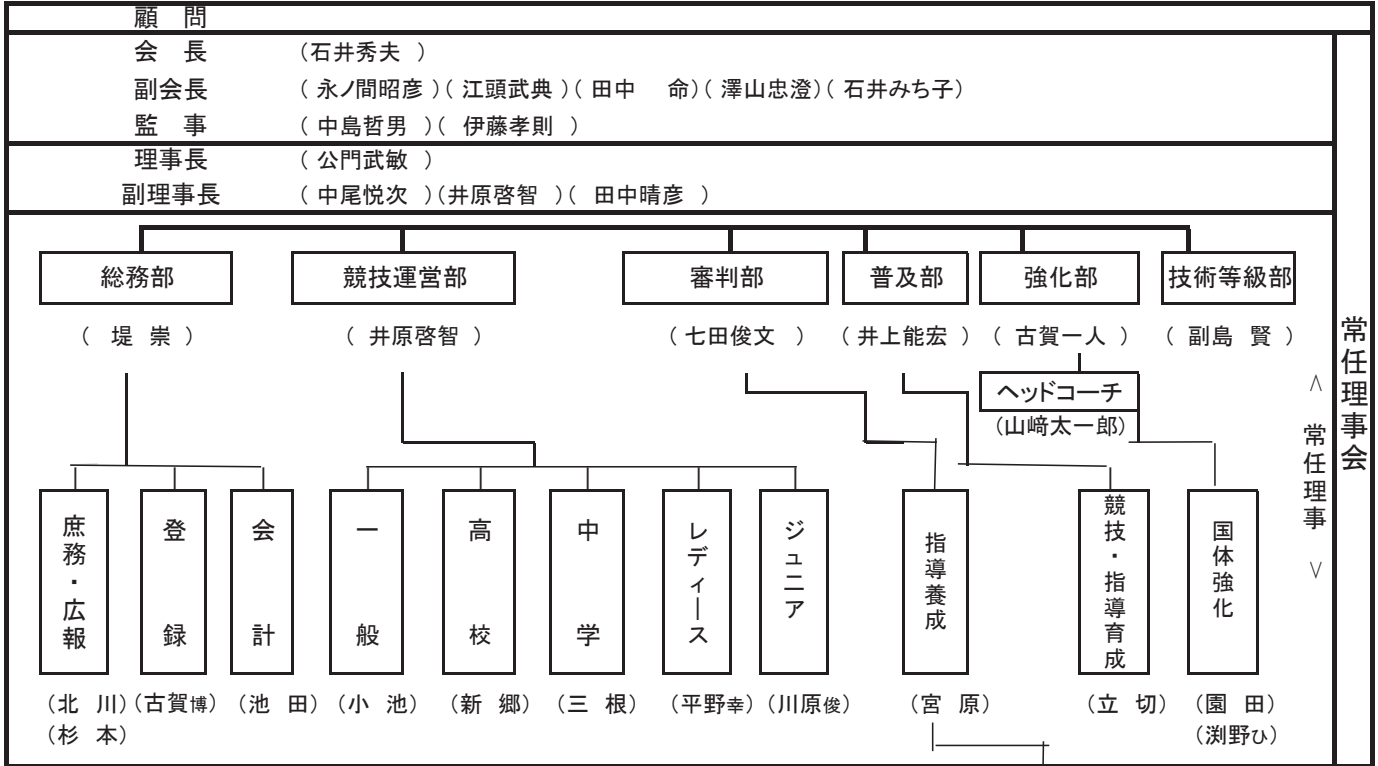 顧　問
会　長　（石井秀夫　）
副会長　（ 永ノ間昭彦 ）（ 江頭武典 ）（ 田中　命）（ 澤山忠澄）（ 石井みち子）
監　事　（ 中島哲男 ）（ 伊藤孝則 ）
理事長　（ 公門武敏 ）
副理事長　（ 中尾悦次 ）（井原啓智 ）（ 田中晴彦 ）
総務部　競技運営部　審判部　普及部　強化部　技術等級部
（ 堤 崇 ）　（ 井原啓智 ）　（ 七田俊文 ）　（ 井上能宏 ）　（ 古賀一人 ）　（ 副島 賢 ）
ヘッドコーチ
（山﨑太一郎）
庶務・広報　登録　会計　一般　高校　中学　レディース　ジュニア　指導養成　競技・指導育成　国体強化
（北 川）（古賀博）（池 田）（小 池）（新 郷）（三 根）（平野幸）（川原俊）（宮 原）（立 切）（園 田）
（杉 本）　（渕野ひ）
＜ 常任理事 ＞
常任理事会